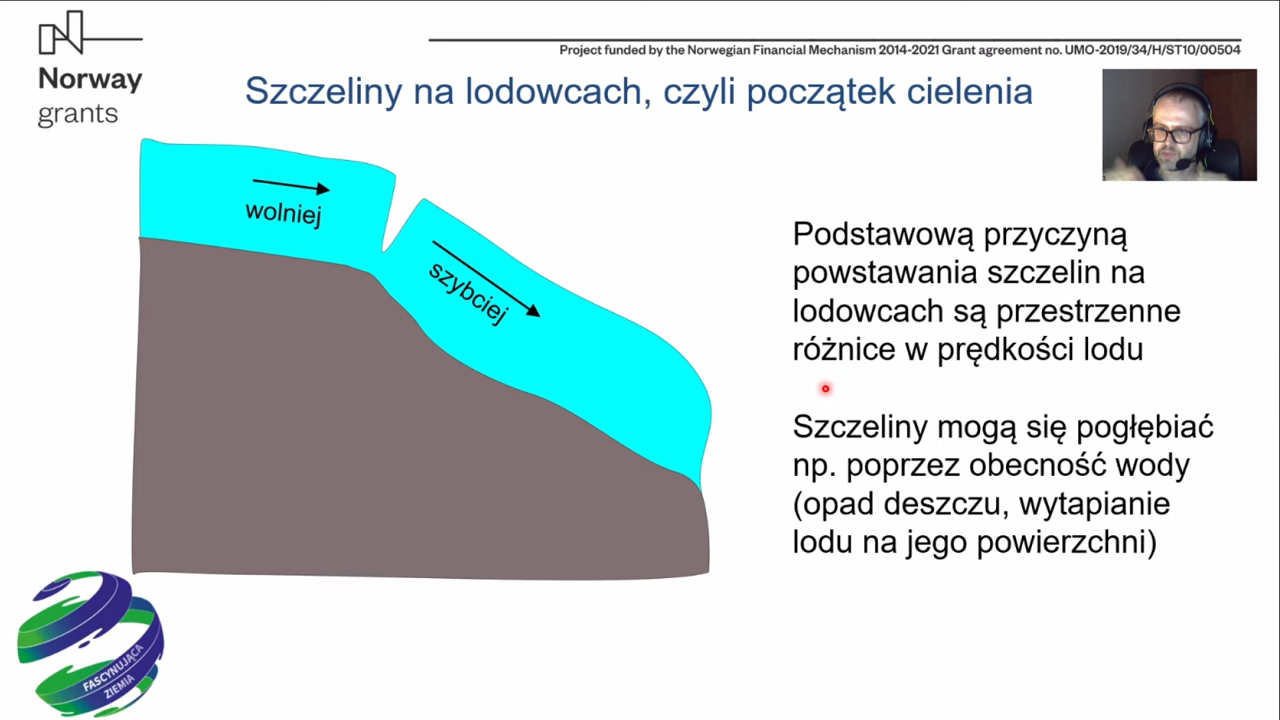 Norway
grants
Project funded by the Norwegian Financial Mechanism 2014-2021 Grant agreement no. UMO-2019/34/H/ST10/00504
Szczeliny na lodowcach, czyli początek cielenia
wolniej
szybciej
Podstawową przyczyną
powstawania szczelin na
lodowcach są przestrzenne
różnice w prędkości lodu
Szczeliny mogą się pogłębiać
np. poprzez obecność wody
(opad deszczu, wytapianie
lodu na jego powierzchni)
FASCYNUJĄCA
ZIEMIA